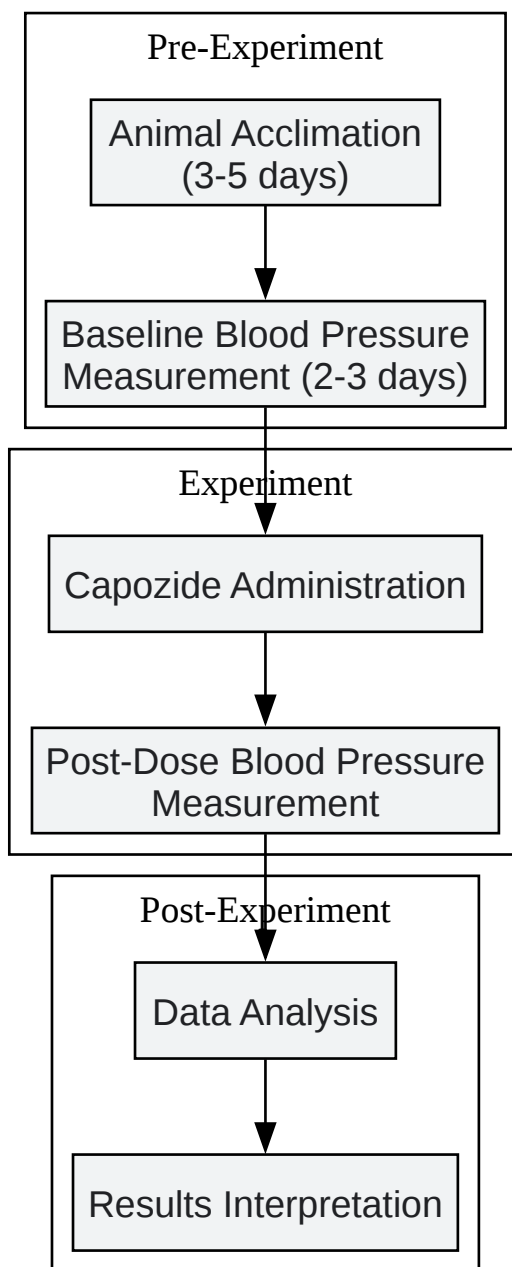 Pre-Experiment
Animal Acclimation
(3-5 days)
Baseline Blood Pressure
Measurement (2-3 days)
Experiment
Capozide Administration
Post-Dose Blood Pressure
Measurement
Post-Experiment
Data Analysis
Results Interpretation